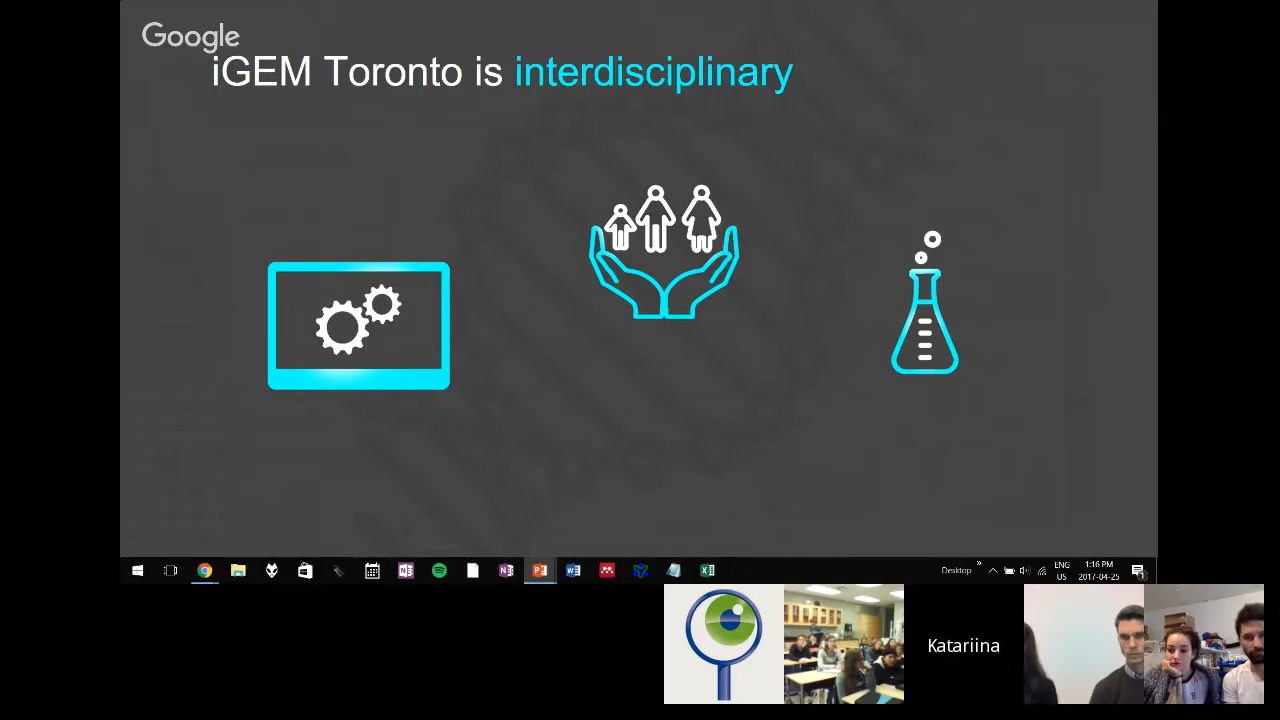 Google
iGEM Toronto is interdisciplinary
Desktop
ENG
US
1:16 PM
2017-04-25
Katariina